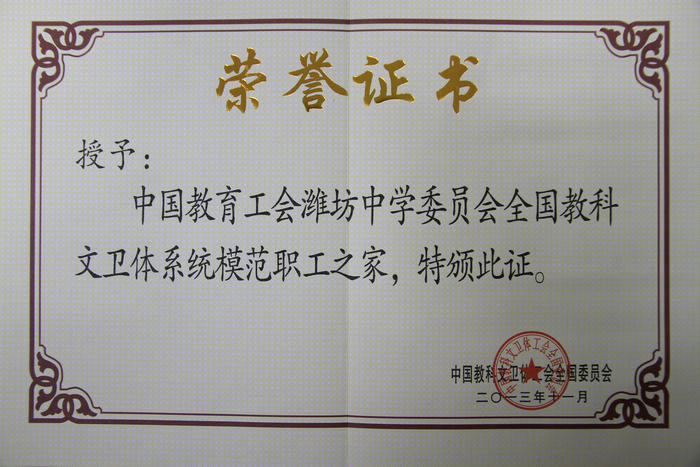 荣誉证书
授予：
中国教育工会潍坊中学委员会全国教科
文卫体系统模范职工之家，特颁此证。
中国教科文卫体工会全国委员会
二〇一三年十一月